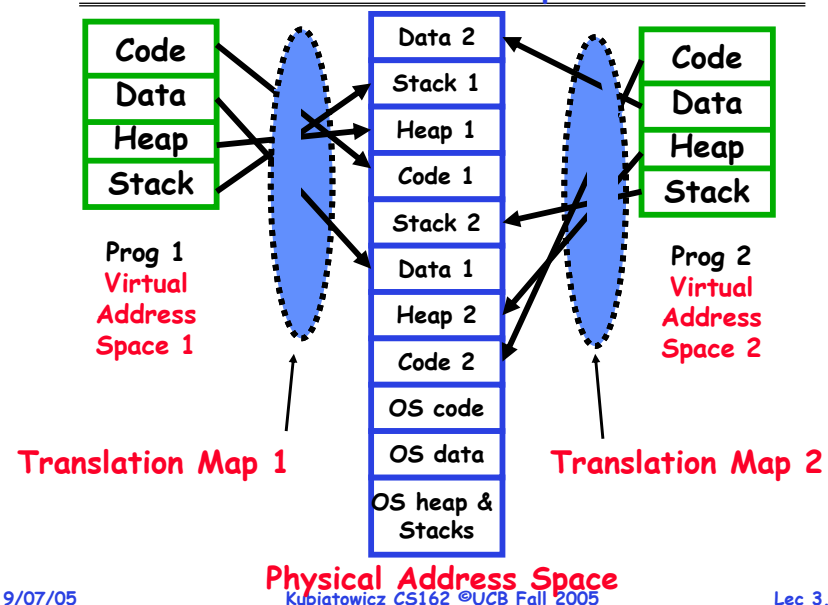 Code
Data
Heap
Stack
Prog 1
Virtual
Address
Space 1
Data 2
Stack 1
Heap 1
Code 1
Stack 2
Data 1
Heap 2
Code 2
OS code
OS data
OS heap &
Stacks
Code
Data
Heap
Stack
Prog 2
Virtual
Address
Space 2
Translation Map 1
Translation Map 2
Physical Address Space
9/07/05
Kubiatowicz CS162 ©UCB Fall 2005
Lec 3.